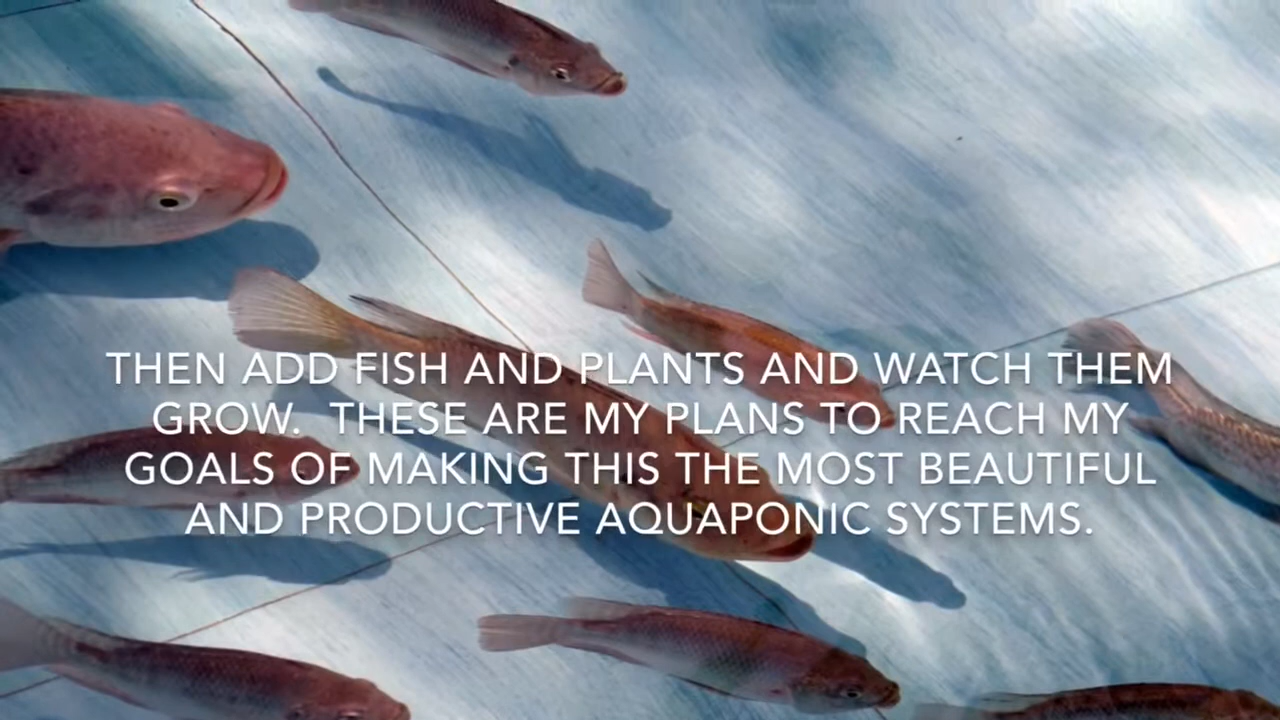 THEN ADD FISH AND PLANTS AND WATCH THEM
GROW.  THESE ARE MY PLANS TO REACH MY
GOALS OF MAKING THIS THE MOST BEAUTIFUL
AND PRODUCTIVE AQUAPONIC SYSTEMS.